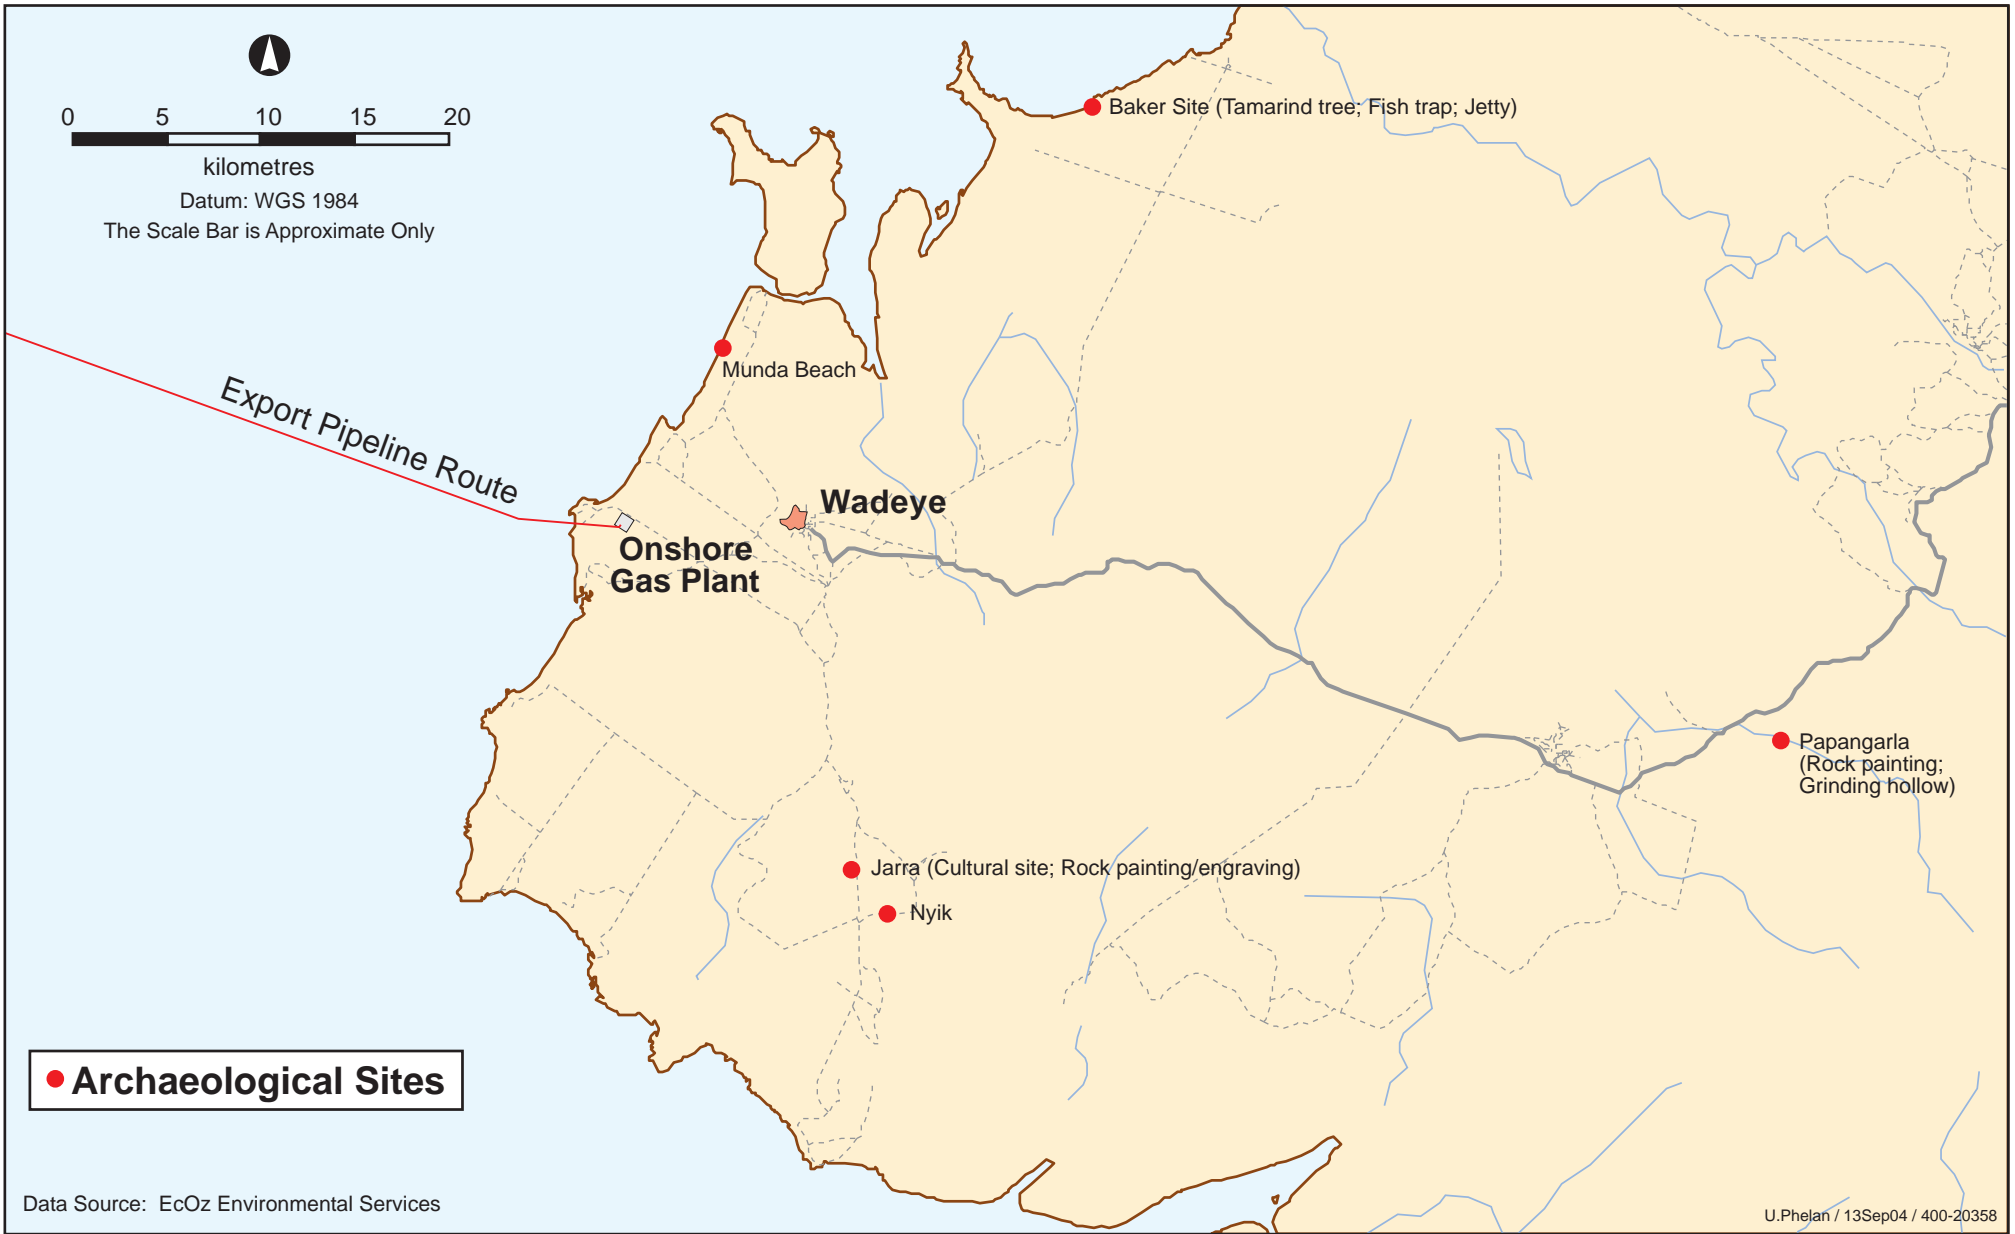 0 5 10 15 20
kilometres
Datum: WGS 1984
The Scale Bar is Approximate Only
Baker Site (Tamarind tree; Fish trap; Jetty)
Munda Beach
Export Pipeline Route
Wadeye
Onshore
Gas Plant
Papangarla
(Rock painting;
Grinding hollow)
Jarra (Cultural site; Rock painting/engraving)
Nyik
Archaeological Sites
Data Source: EcOz Environmental Services
U.Phelan / 13Sep04 / 400-20358